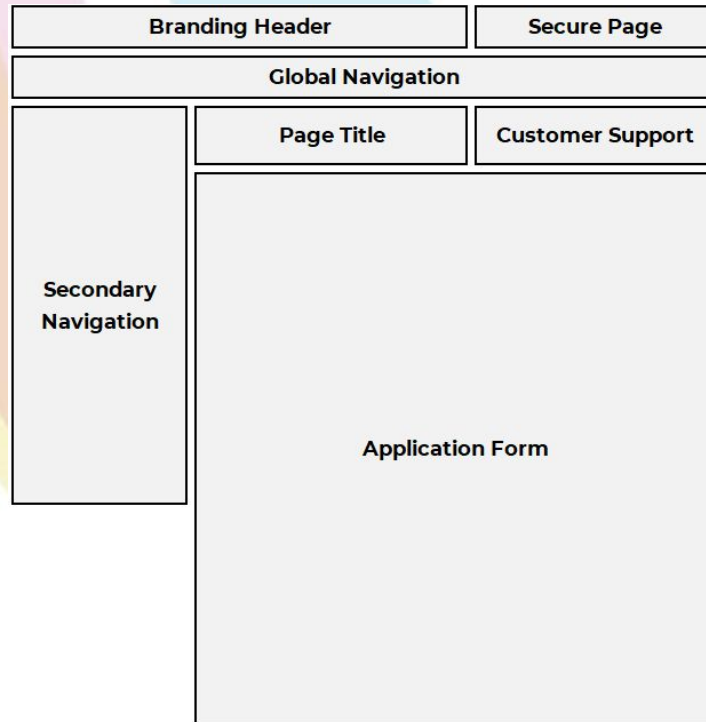 Branding Header
Secure Page
Global Navigation
Page Title
Customer Support
Secondary
Navigation
Application Form